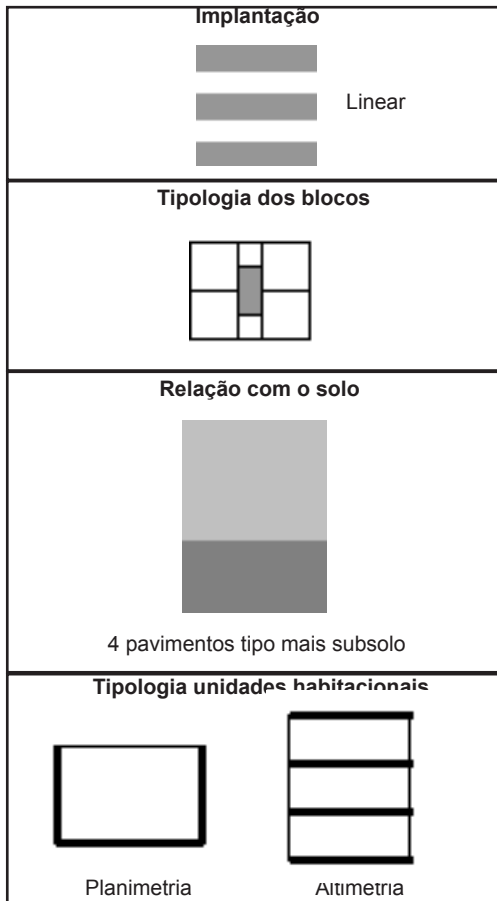 Implantação
Linear
Tipologia dos blocos
Relação com o solo
4 pavimentos tipo mais subsolo
Tipologia unidades habitacionais
Planimetria
Altimetria